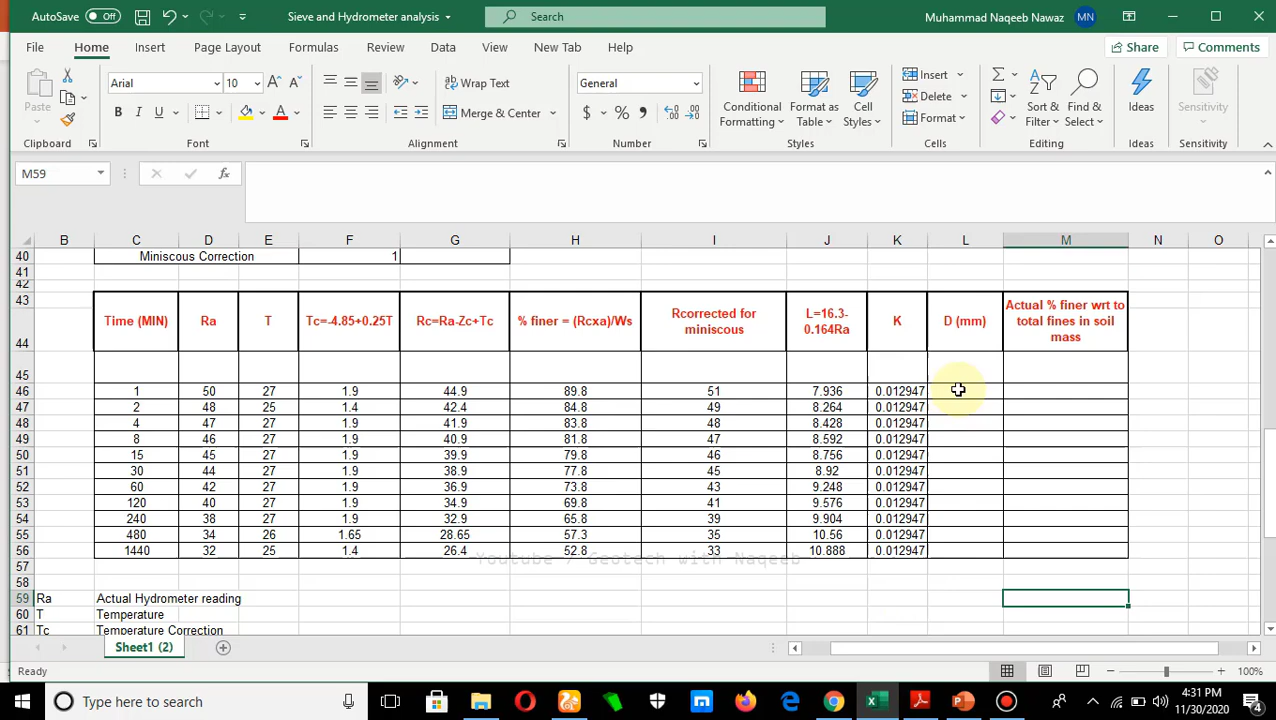 AutoSave Off Sieve and Hydrometer analysis Search Muhammad Naqeeb Nawaz MN
File Home Insert Page Layout Formulas Review Data View New Tab Help Share Comments
Paste Arial 10 Wrap Text General Insert
Conditional Format as Cell Delete Sort & Find & Ideas Sensitivity
B I U A Merge & Center $ % , Formatting Table Styles Format Filter Select
Clipboard Font Alignment Number Styles Cells Editing Ideas Sensitivity
M59 fx
B C D E F G H I J K L M N O
40 Miniscous Correction 1
41
42
43
44 Time (MIN) Ra T Tc=-4.85+0.25T Rc=Ra-Zc+Tc % finer = (Rcxa)/Ws Rcorrected for miniscous L=16.3-0.164Ra K D (mm) Actual % finer wrt to total fines in soil mass
45
46 1 50 27 1.9 44.9 89.8 51 7.936 0.012947
47 2 48 25 1.4 42.4 84.8 49 8.264 0.012947
48 4 47 27 1.9 41.9 83.8 48 8.428 0.012947
49 8 46 27 1.9 40.9 81.8 47 8.592 0.012947
50 15 45 27 1.9 39.9 79.8 46 8.756 0.012947
51 30 44 27 1.9 38.9 77.8 45 8.92 0.012947
52 60 42 27 1.9 36.9 73.8 43 9.248 0.012947
53 120 40 27 1.9 34.9 69.8 41 9.576 0.012947
54 240 38 27 1.9 32.9 65.8 39 9.904 0.012947
55 480 34 26 1.65 28.65 57.3 35 10.56 0.012947
56 1440 32 25 1.4 26.4 52.8 33 10.888 0.012947
Youtube / Geotech with Naqeeb
57
58
59 Ra Actual Hydrometer reading
60 T Temperature
61 Tc Temperature Correction
Sheet1 (2)
Ready 100%
Type here to search 4:31 PM
11/30/2020 4